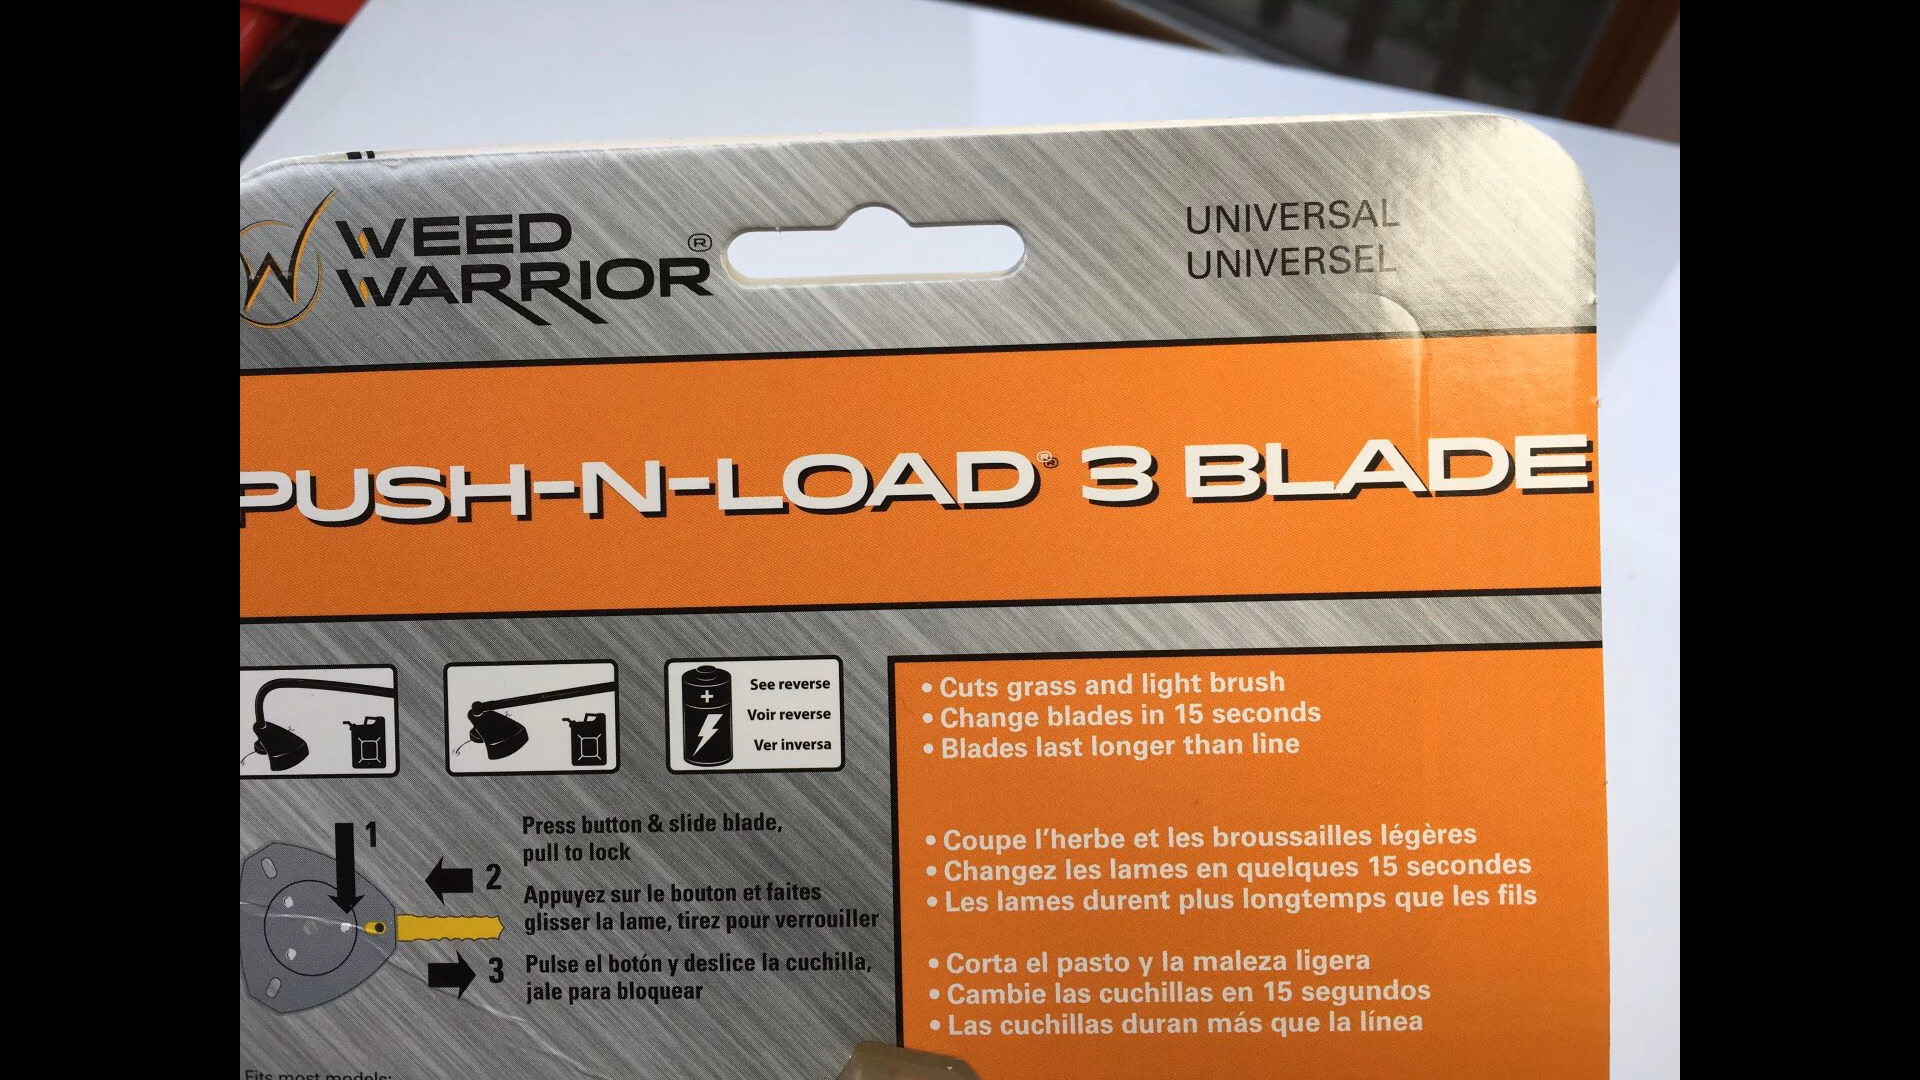 WEED
WARRIOR®
UNIVERSAL
UNIVERSEL
PUSH-N-LOAD® 3 BLADE
See reverse
Voir reverse
Ver inversa
• Cuts grass and light brush
• Change blades in 15 seconds
• Blades last longer than line
1
2
3
Press button & slide blade,
pull to lock
Appuyez sur le bouton et faites
glisser la lame, tirez pour verrouiller
Pulse el botón y deslice la cuchilla,
jale para bloquear
• Coupe l'herbe et les broussailles légères
• Changez les lames en quelques 15 secondes
• Les lames durent plus longtemps que les fils
• Corta el pasto y la maleza ligera
• Cambie las cuchillas en 15 segundos
• Las cuchillas duran más que la línea
Fits most models: